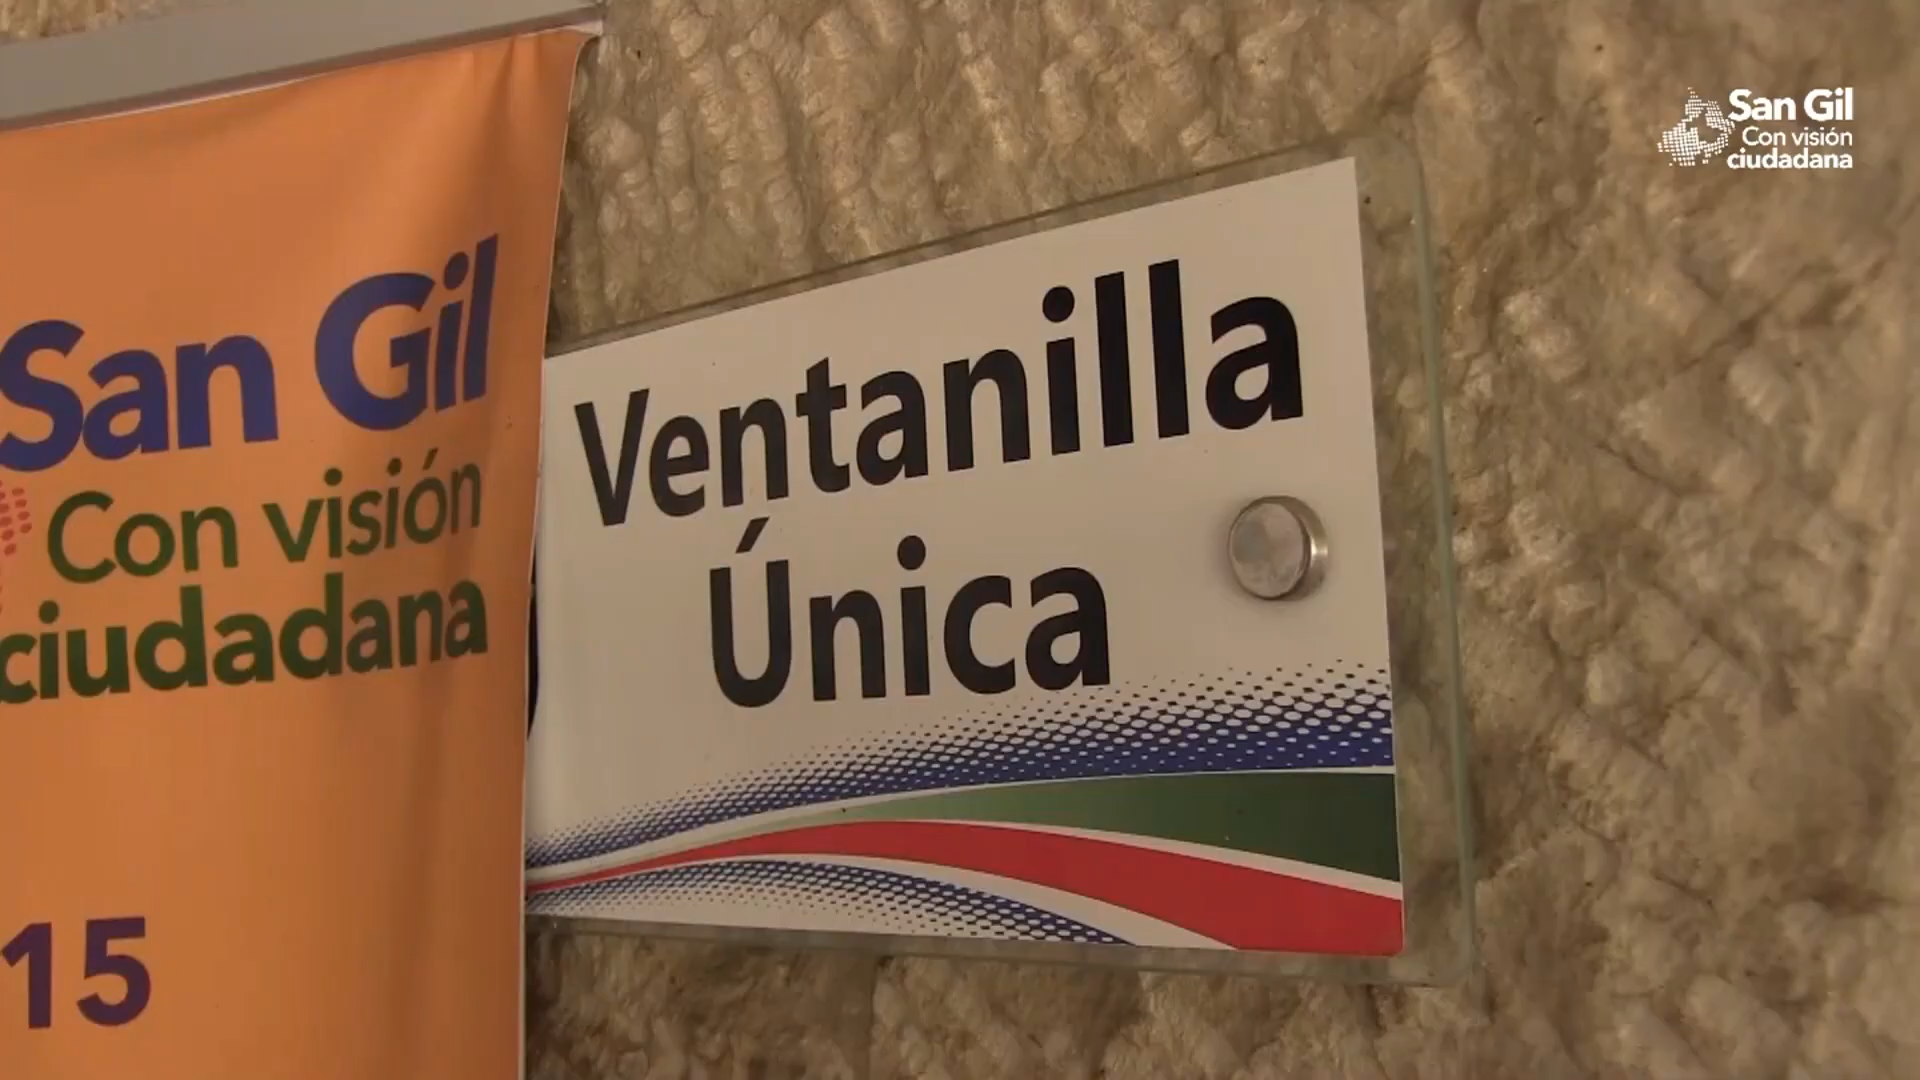 San Gil
Con visión
ciudadana
15
Ventanilla
Única
San Gil
Con visión
ciudadana